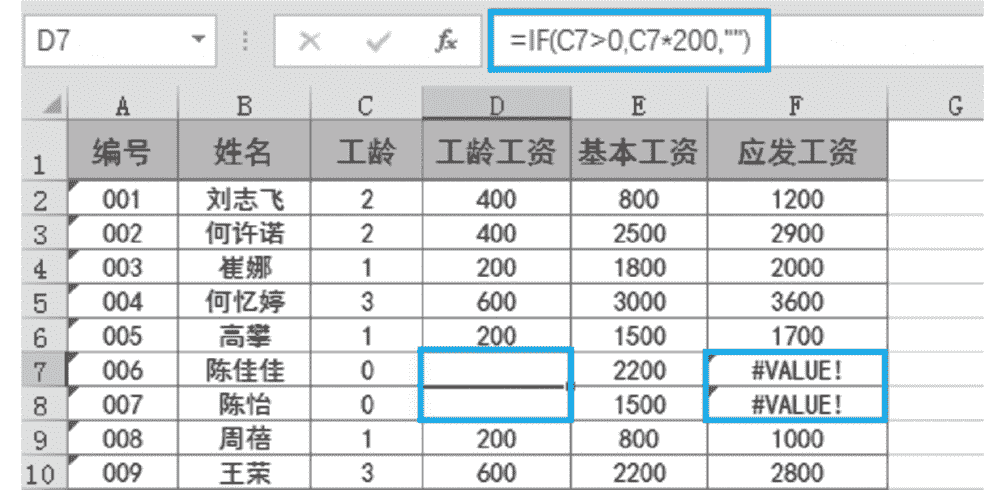 D7 fx =IF(C7>0,C7*200,"")
A B C D E F G
1 编号 姓名 工龄 工龄工资 基本工资 应发工资
2 001 刘志飞 2 400 800 1200
3 002 何许诺 2 400 2500 2900
4 003 崔娜 1 200 1800 2000
5 004 何忆婷 3 600 3000 3600
6 005 高攀 1 200 1500 1700
7 006 陈佳佳 0 2200 #VALUE!
8 007 陈怡 0 1500 #VALUE!
9 008 周蓓 1 200 800 1000
10 009 王荣 3 600 2200 2800